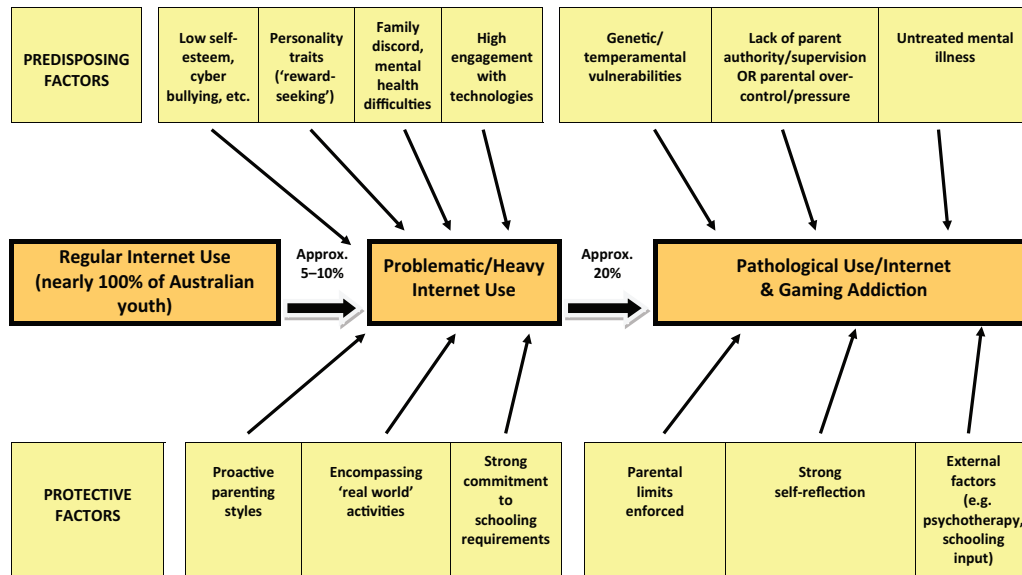 PREDISPOSING
FACTORS
Low self-
esteem,
cyber
bullying, etc.
Personality
traits
(‘reward-
seeking’)
Family
discord,
mental
health
difficulties
High
engagement
with
technologies
Genetic/
temperamental
vulnerabilities
Lack of parent
authority/supervision
OR parental over-
control/pressure
Untreated mental
illness
Regular Internet Use
(nearly 100% of Australian
youth)
Approx.
5–10%
Problematic/Heavy
Internet Use
Approx.
20%
Pathological Use/Internet
& Gaming Addiction
PROTECTIVE
FACTORS
Proactive
parenting
styles
Encompassing
‘real world’
activities
Strong
commitment
to
schooling
requirements
Parental
limits
enforced
Strong
self-reflection
External
factors
(e.g.
psychotherapy,
schooling
input)